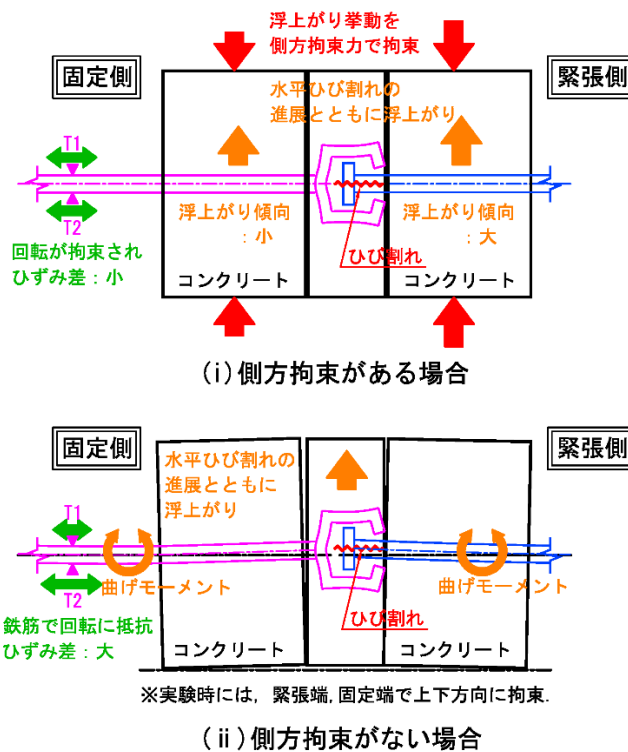 浮上がり挙動を
側方拘束力で拘束
固定側
緊張側
水平ひび割れの
進展とともに浮上がり
T1
T2
浮上がり傾向
:小
浮上がり傾向
:大
回転が拘束され
ひずみ差:小
ひび割れ
コンクリート
コンクリート
(i)側方拘束がある場合
固定側
緊張側
水平ひび割れの
進展とともに
浮上がり
T1
T2
曲げモーメント
曲げモーメント
鉄筋で回転に抵抗
ひずみ差:大
ひび割れ
コンクリート
コンクリート
※実験時には,緊張端,固定端で上下方向に拘束.
(ii)側方拘束がない場合